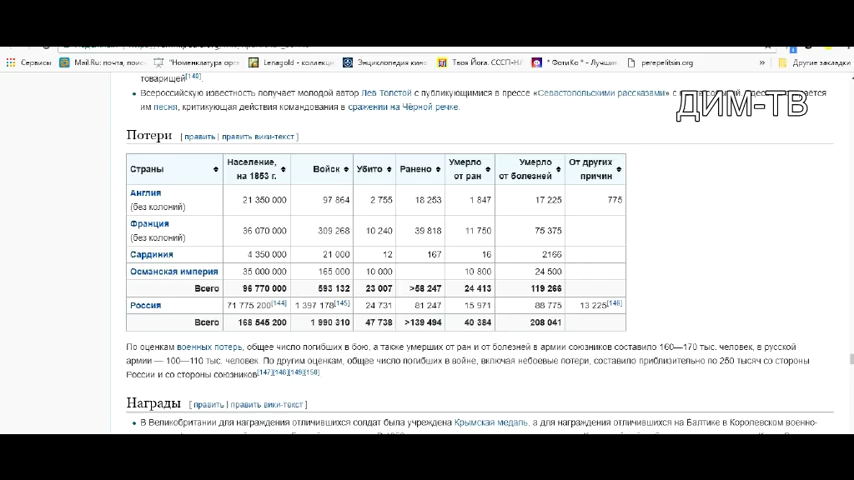 Сервисы Mail.Ru: почта, поиск "Номенклатура ор Lenagold - коллекци Энциклопедия кино Твоя Йога. СССР-НЛ * ФотоКо * – Лучшие perepelitsin.org » Другие закладки
товарищей[140]
Всероссийскую известность получает молодой автор Лев Толстой с публикующимися в прессе «Севастопольскими рассказами» с
им песня, критикующая действия командования в сражении на Чёрной речке.
ДИМ-ТВ
Потери [ править | править вики-текст ]
Страны Население, на 1853 г. Войск Убито Ранено Умерло от ран Умерло от болезней От других причин
Англия (без колоний) 21 350 000 97 864 2 755 18 253 1 847 17 225 775
Франция (без колоний) 36 070 000 309 268 10 240 39 818 11 750 75 375
Сардиния 4 350 000 21 000 12 167 16 2166
Османская империя 35 000 000 165 000 10 000 10 800 24 500
Всего 96 770 000 593 132 23 007 >58 247 24 413 119 266
Россия 71 775 200[144] 1 397 178[145] 24 731 81 247 15 971 88 775 13 225[146]
Всего 168 545 200 1 990 310 47 738 >139 494 40 384 208 041
По оценкам военных потерь, общее число погибших в бою, а также умерших от ран и от болезней в армии союзников составило 160—170 тыс. человек, в русской
армии — 100—110 тыс. человек. По другим оценкам, общее число погибших в войне, включая небоевые потери, составило приблизительно по 250 тысяч со стороны
России и со стороны союзников[147][148][149][150]
Награды [ править | править вики-текст ]
В Великобритании для награждения отличившихся солдат была учреждена Крымская медаль, а для награждения отличившихся на Балтике в Королевском военно-